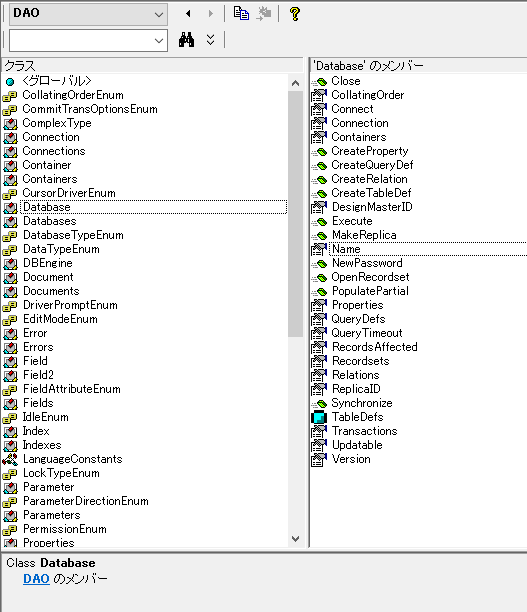 DAO
クラス
<グローバル>
CollatingOrderEnum
CommitTransOptionsEnum
ComplexType
Connection
Connections
Container
Containers
CursorDriverEnum
Database
Databases
DatabaseTypeEnum
DataTypeEnum
DBEngine
Document
Documents
DriverPromptEnum
EditModeEnum
Error
Errors
Field
Field2
FieldAttributeEnum
Fields
IdleEnum
Index
Indexes
LanguageConstants
LockTypeEnum
Parameter
ParameterDirectionEnum
Parameters
PermissionEnum
Properties
'Database' のメンバー
Close
CollatingOrder
Connect
Connection
Containers
CreateProperty
CreateQueryDef
CreateRelation
CreateTableDef
DesignMasterID
Execute
MakeReplica
Name
NewPassword
OpenRecordset
PopulatePartial
Properties
QueryDefs
QueryTimeout
RecordsAffected
Recordsets
Relations
ReplicaID
Synchronize
TableDefs
Transactions
Updatable
Version
Class Database
DAO のメンバー